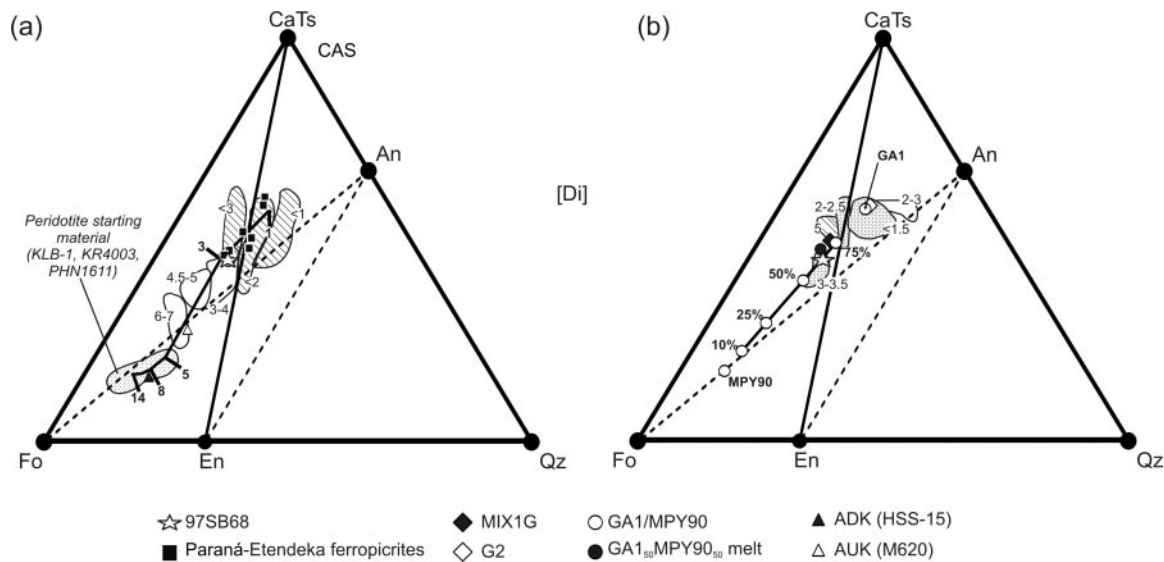 (a)
CaTs
CAS
An
<3
<1
3
1
<2
4.5-5
3-4
6-7
Peridotite starting
material
(KLB-1, KR4003,
PHN1611)
5
14
8
Fo
En
Qz
[Di]
(b)
CaTs
An
GA1
2-3
2-2.5
<1.5
5
75%
50%
3-3.5
25%
10%
MPY90
Fo
En
Qz
97SB68
MIX1G
GA1/MPY90
ADK (HSS-15)
Paraná-Etendeka ferropicrites
G2
GA1₅₀MPY90₅₀ melt
AUK (M620)